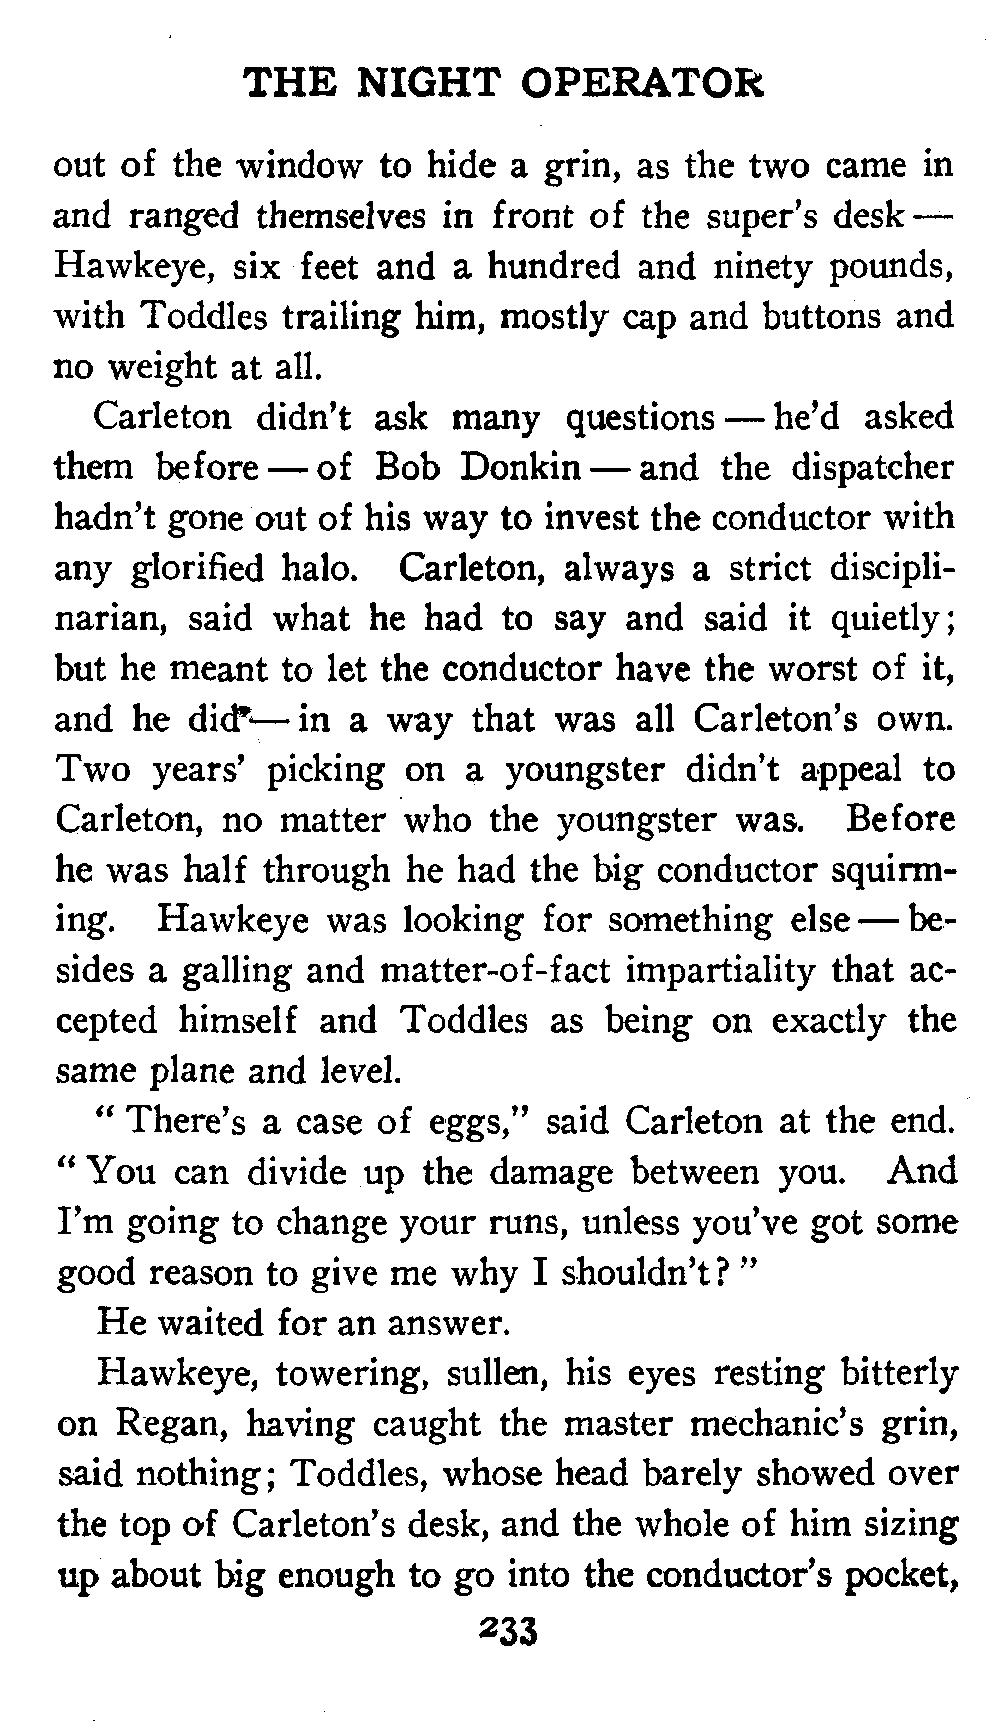 THE NIGHT OPERATOR
out of the window to hide a grin, as the two came in
and ranged themselves in front of the super's desk —
Hawkeye, six feet and a hundred and ninety pounds,
with Toddles trailing him, mostly cap and buttons and
no weight at all.
Carleton didn't ask many questions — he'd asked
them before — of Bob Donkin — and the dispatcher
hadn't gone out of his way to invest the conductor with
any glorified halo. Carleton, always a strict discipli-
narian, said what he had to say and said it quietly;
but he meant to let the conductor have the worst of it,
and he did — in a way that was all Carleton's own.
Two years' picking on a youngster didn't appeal to
Carleton, no matter who the youngster was. Before
he was half through he had the big conductor squirm-
ing. Hawkeye was looking for something else — be-
sides a galling and matter-of-fact impartiality that ac-
cepted himself and Toddles as being on exactly the
same plane and level.
“ There's a case of eggs,” said Carleton at the end.
“ You can divide up the damage between you. And
I'm going to change your runs, unless you've got some
good reason to give me why I shouldn't? ”
He waited for an answer.
Hawkeye, towering, sullen, his eyes resting bitterly
on Regan, having caught the master mechanic's grin,
said nothing; Toddles, whose head barely showed over
the top of Carleton's desk, and the whole of him sizing
up about big enough to go into the conductor's pocket,
233